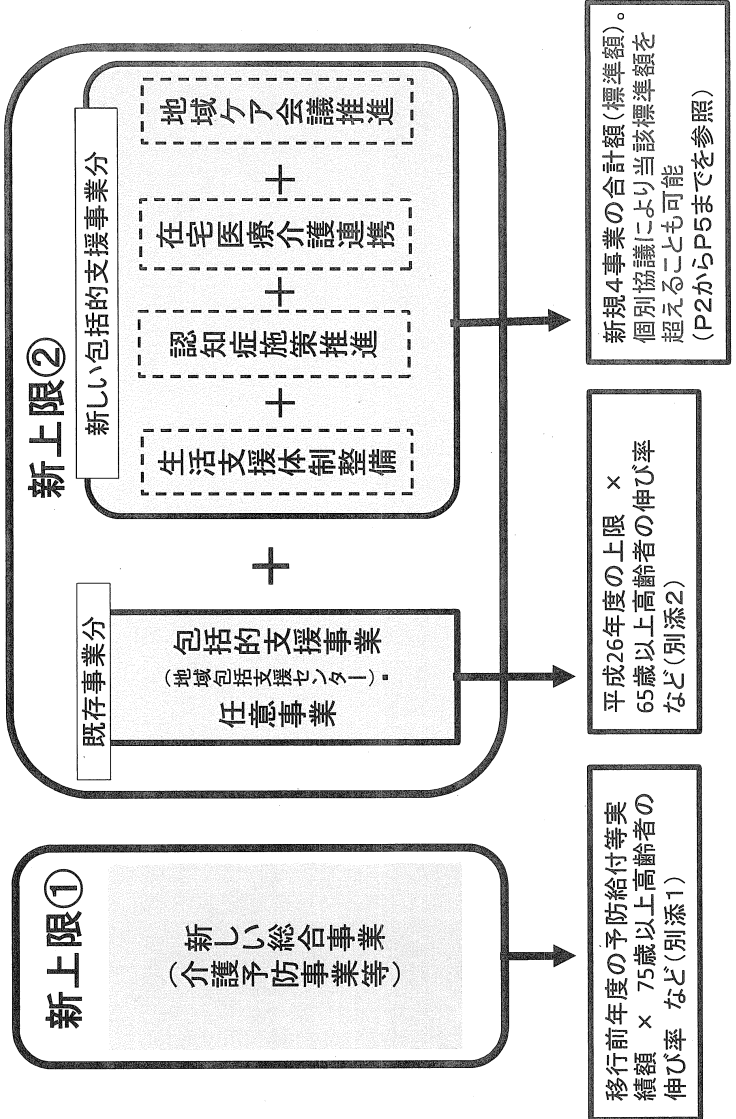 新上限①
新しい総合事業
（介護予防事業等）
移行前年度の予防給付等実
績額 × 75歳以上高齢者の
伸び率 など（別添1）
新上限②
既存事業分
包括的支援事業
（地域包括支援センター）・
任意事業
＋
新しい包括的支援事業分
生活支援体制整備
＋
認知症施策推進
＋
在宅医療介護連携
＋
地域ケア会議推進
平成26年度の上限 ×
65歳以上高齢者の伸び率
など（別添2）
新規4事業の合計額（標準額）。
個別協議により当該標準額を
超えることも可能
（P2からP5までを参照）